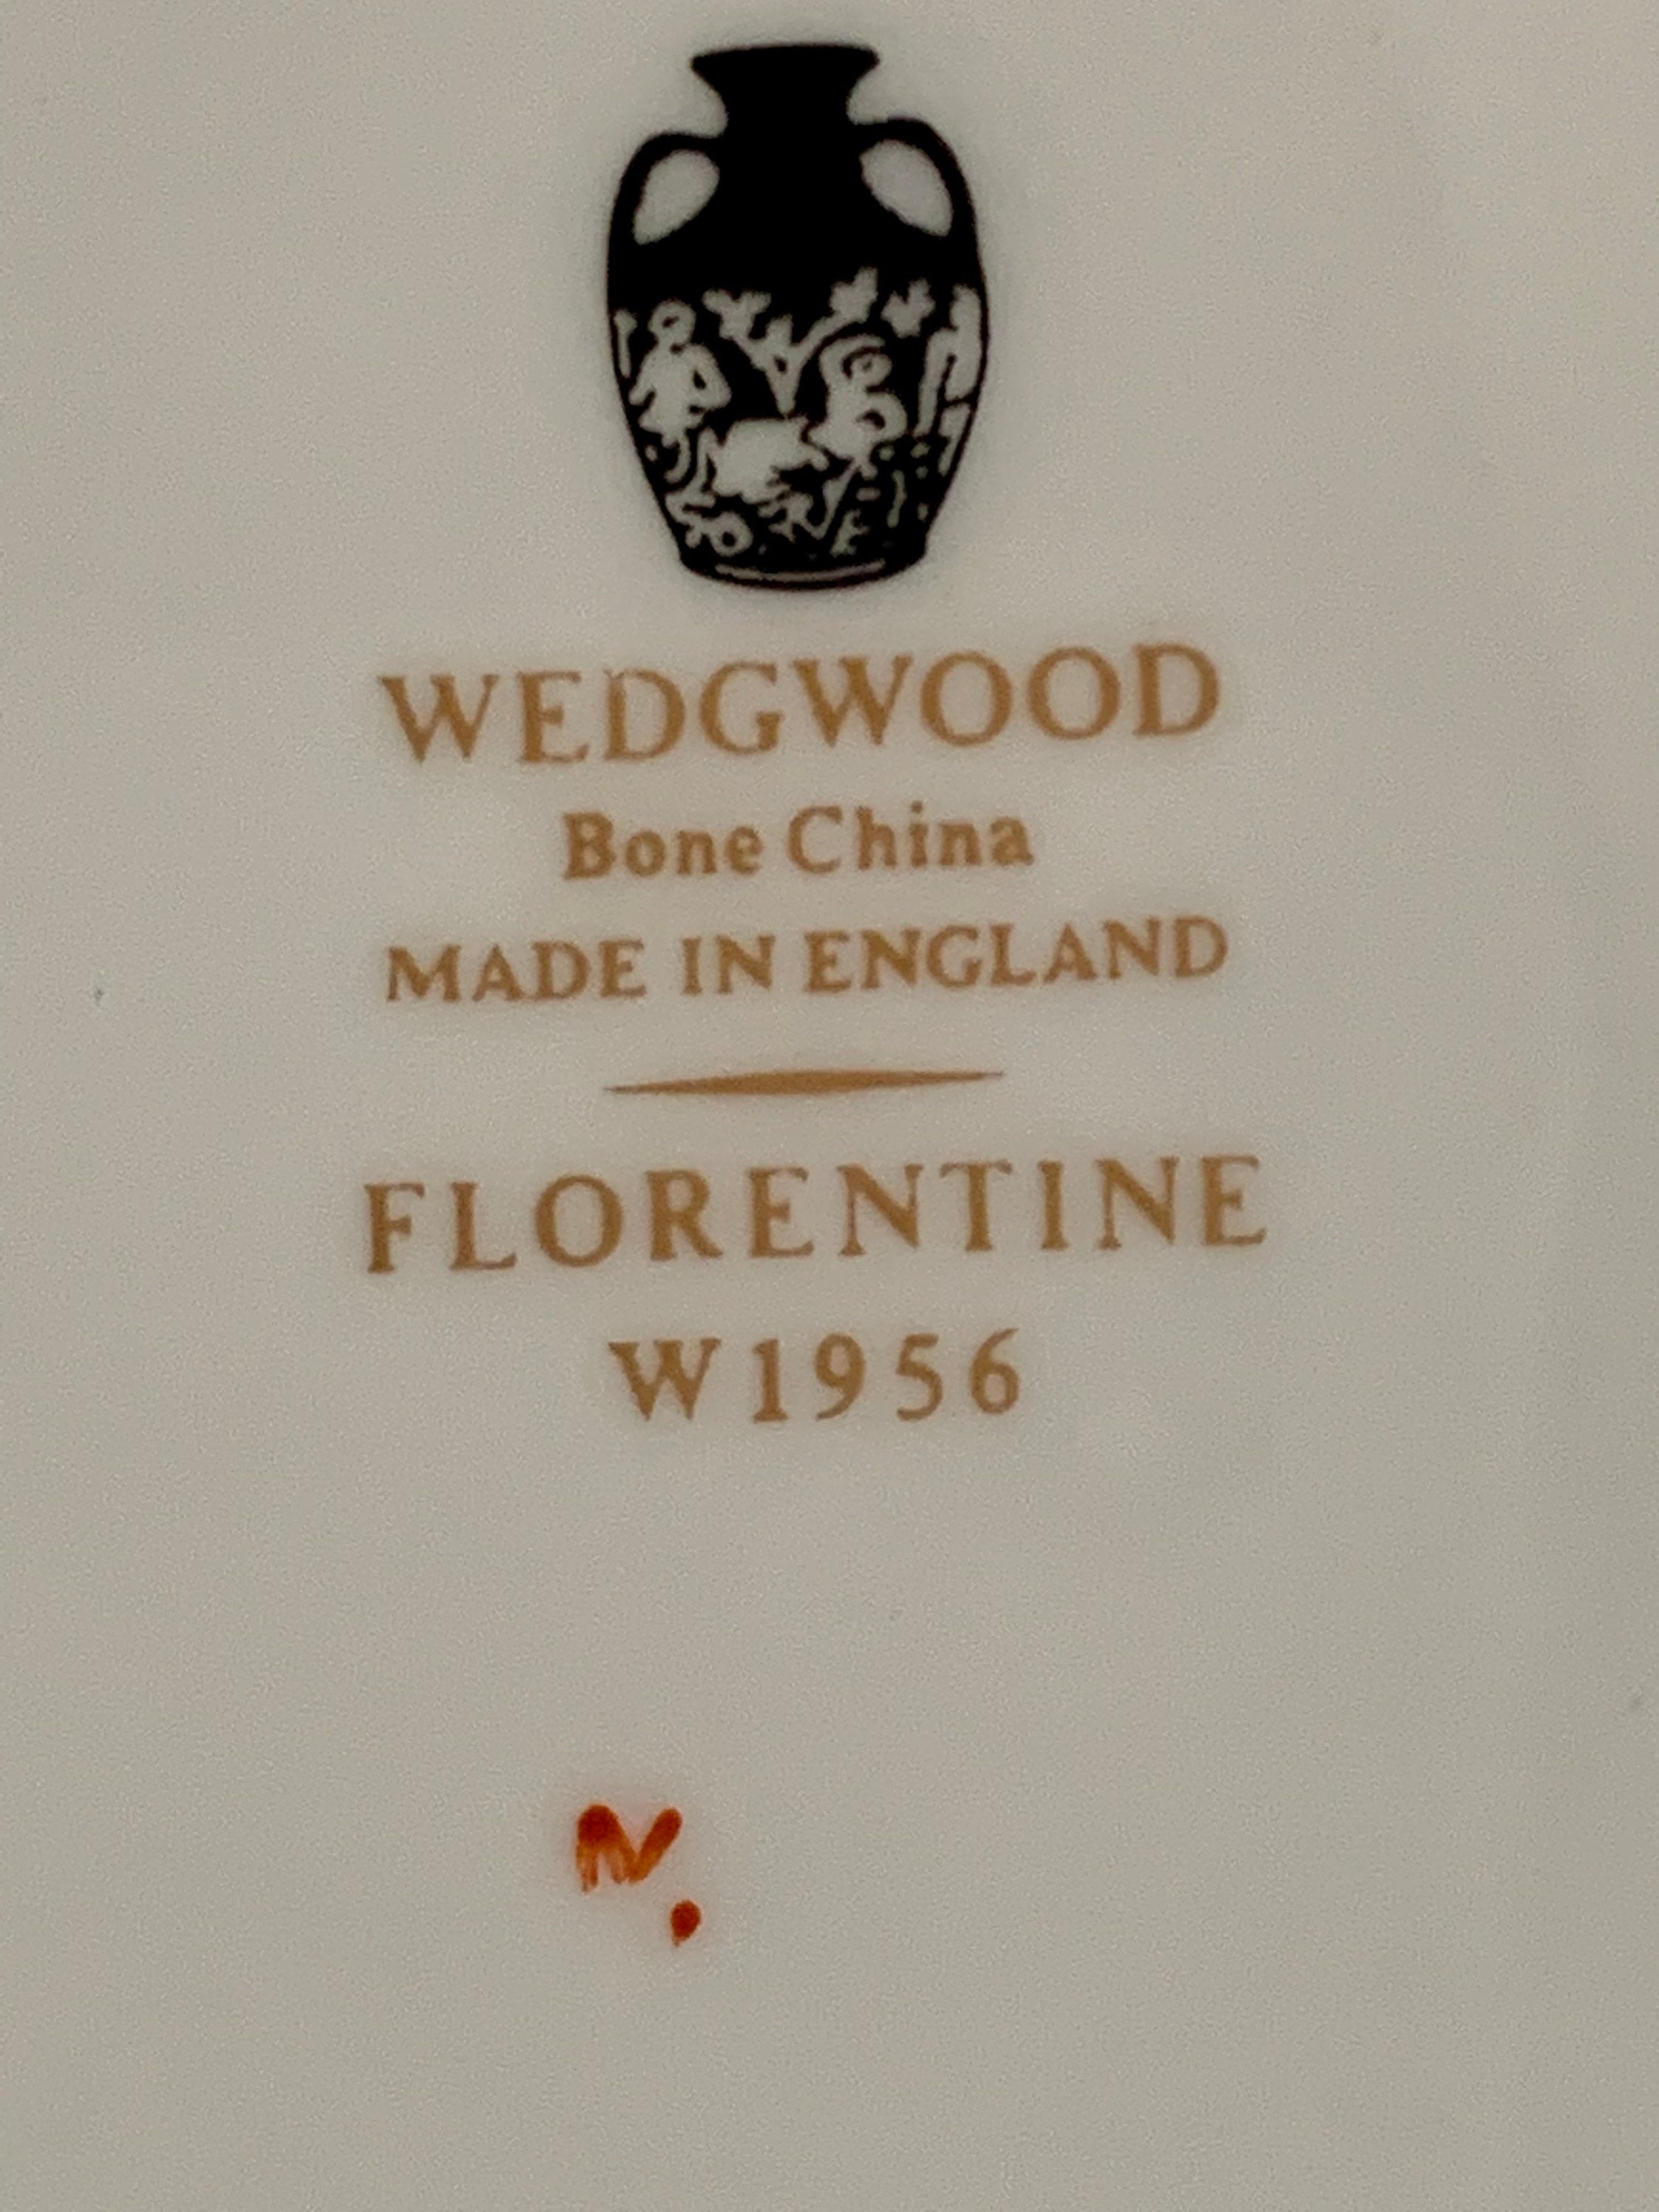 WEDGWOOD
Bone China
MADE IN ENGLAND
FLORENTINE
W1956
N.